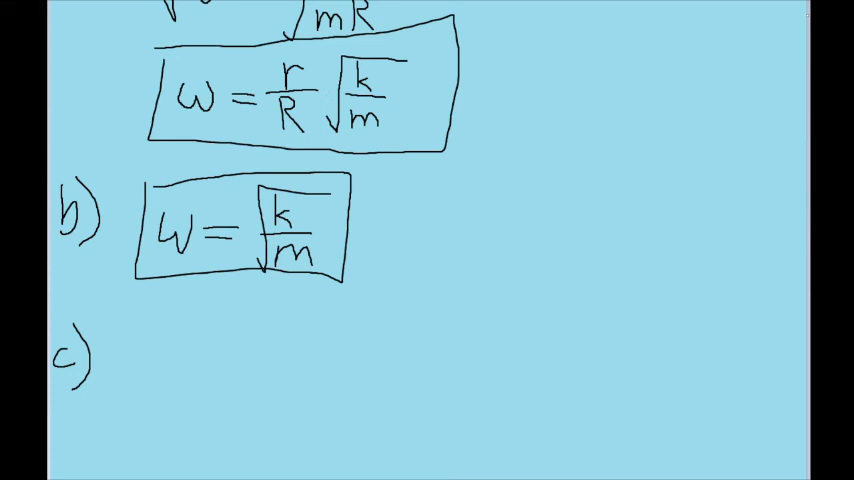 √ mR
ω = r/R √k/m
b) ω = √k/m
c)